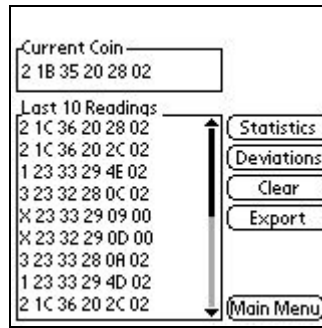 Current Coin
2 1B 35 20 28 02
Last 10 Readings
2 1C 36 20 28 02
2 1C 36 20 2C 02
1 23 33 29 4E 02
3 23 32 28 0C 02
X 23 33 29 09 00
X 23 32 29 0D 00
3 23 33 28 0A 02
1 23 33 29 4D 02
2 1C 36 20 2C 02
Statistics
Deviations
Clear
Export
Main Menu